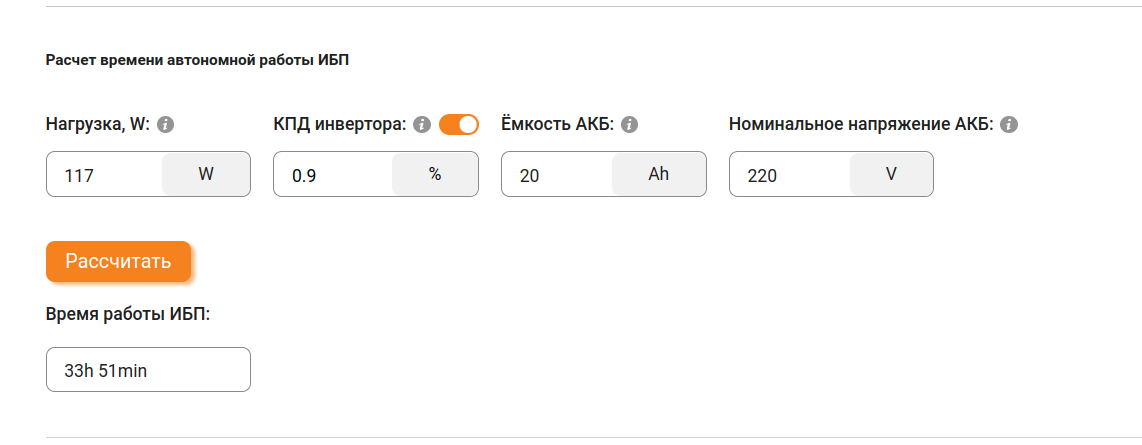 Расчет времени автономной работы ИБП
Нагрузка, W: КПД инвертора: Ёмкость АКБ: Номинальное напряжение АКБ:
117 W 0.9 % 20 Ah 220 V
Рассчитать
Время работы ИБП:
33h 51min